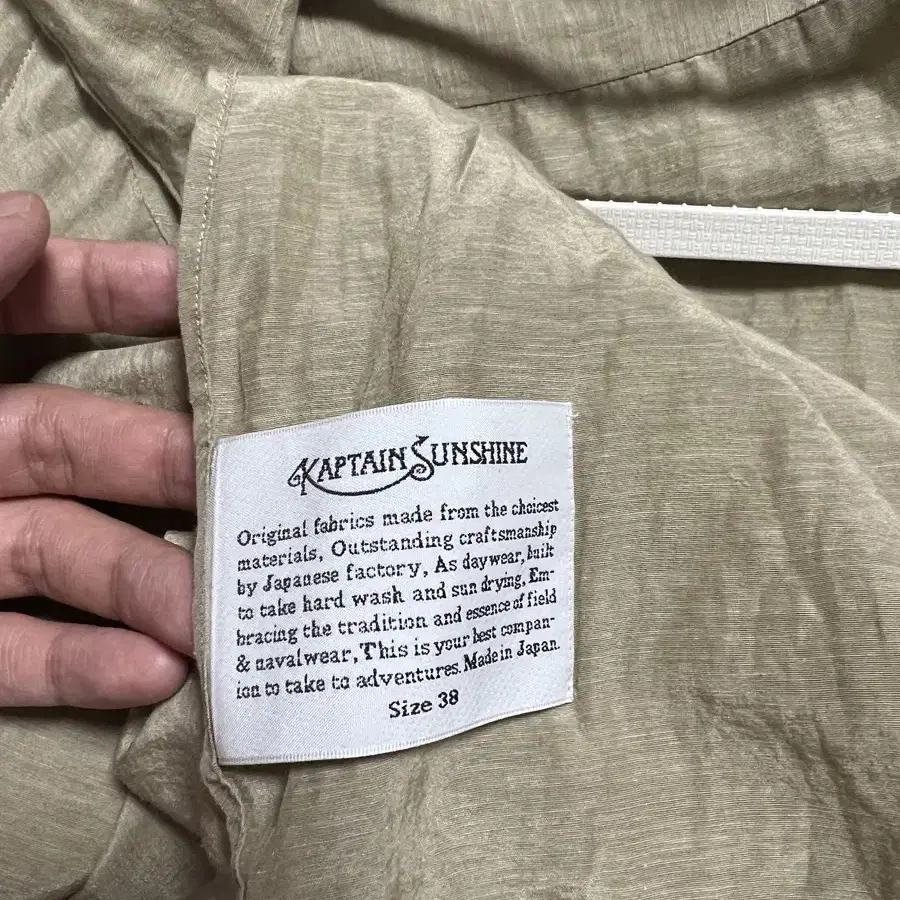 KAPTAIN SUNSHINE
Original fabrics made from the choicest
materials, Outstanding craftsmanship
by Japanese factory, As daywear, built
to take hard wash and sun drying, Em-
bracing the tradition and essence of field
& navalwear, This is your best compan-
ion to take to adventures. Made in Japan.
Size 38